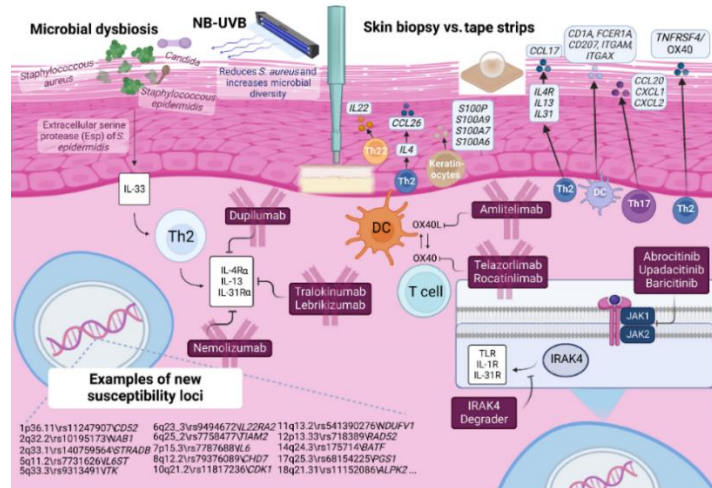 Microbial dysbiosis
NB-UVB
Skin biopsy vs. tape strips
Candida
Staphylococcous
aureus
Staphylococcous
epidermidis
Reduces S. aureus and
increases microbial
diversity
Extracellular serine
protease (Esp) of S.
epidermidis
IL-33
Th2
IL-4Rα
IL-13
IL-31Rα
Dupilumab
Tralokinumab
Lebrikizumab
Nemolizumab
IL22
Th22
CCL26
IL4
Th2
S100P
S100A9
S100A7
S100A6
Keratin-
ocytes
CCL17
IL4R
IL13
IL31
Th2
CD1A, FCER1A
CD207, ITGAM,
ITGAX
DC
CCL20
CXCL1
CXCL2
Th17
TNFRSF4/
OX40
Th2
DC
OX40L
OX40
T cell
Amlitelimab
Telazorlimab
Rocatinlimab
Abrocitinib
Upadacitinib
Baricitinib
JAK1
JAK2
TLR
IL-1R
IL-31R
IRAK4
IRAK4
Degrader
Examples of new
susceptibility loci
1p36.11\rs11247907\CD52
2q32.2\rs10195173\NAB1
2q33.1\rs140759564\STRADB
5q11.2\rs7731626\IL6ST
5q33.3\rs9313491\ITK
6q23_3\rs9494672\IL22RA2
6q25_2\rs7758477\TIAM2
7p15.3\rs7787688\IL6
8q12.2\rs79376089\CHD7
10q21.2\rs11817236\CDK1
11q13.2\rs541390276\NDUFV1
12p13.33\rs718389\RAD52
14q24.3\rs175714\BATF
17q25.3\rs68154225\PGS1
18q21.31\rs11152086\ALPK2 ...